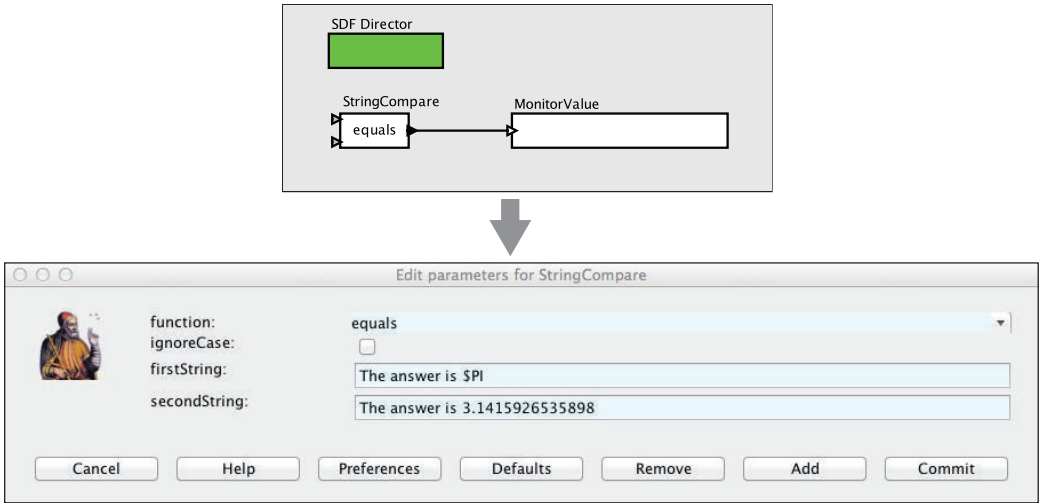 SDF Director
StringCompare
equals
MonitorValue
Edit parameters for StringCompare
function: equals
ignoreCase:
firstString: The answer is $PI
secondString: The answer is 3.1415926535898
Cancel Help Preferences Defaults Remove Add Commit